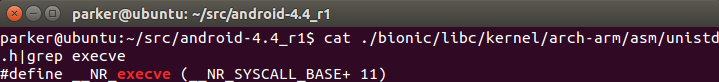 parker@ubuntu: ~/src/android-4.4_r1
parker@ubuntu:~/src/android-4.4_r1$ cat ./bionic/libc/kernel/arch-arm/asm/unistd
.h|grep execve
#define __NR_execve (__NR_SYSCALL_BASE+ 11)